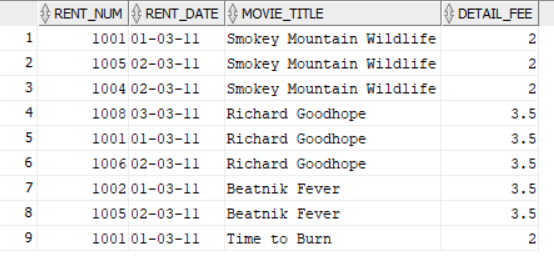 RENT_NUM RENT_DATE MOVIE_TITLE DETAIL_FEE
1 1001 01-03-11 Smokey Mountain Wildlife 2
2 1005 02-03-11 Smokey Mountain Wildlife 2
3 1004 02-03-11 Smokey Mountain Wildlife 2
4 1008 03-03-11 Richard Goodhope 3.5
5 1001 01-03-11 Richard Goodhope 3.5
6 1006 02-03-11 Richard Goodhope 3.5
7 1002 01-03-11 Beatnik Fever 3.5
8 1005 02-03-11 Beatnik Fever 3.5
9 1001 01-03-11 Time to Burn 2